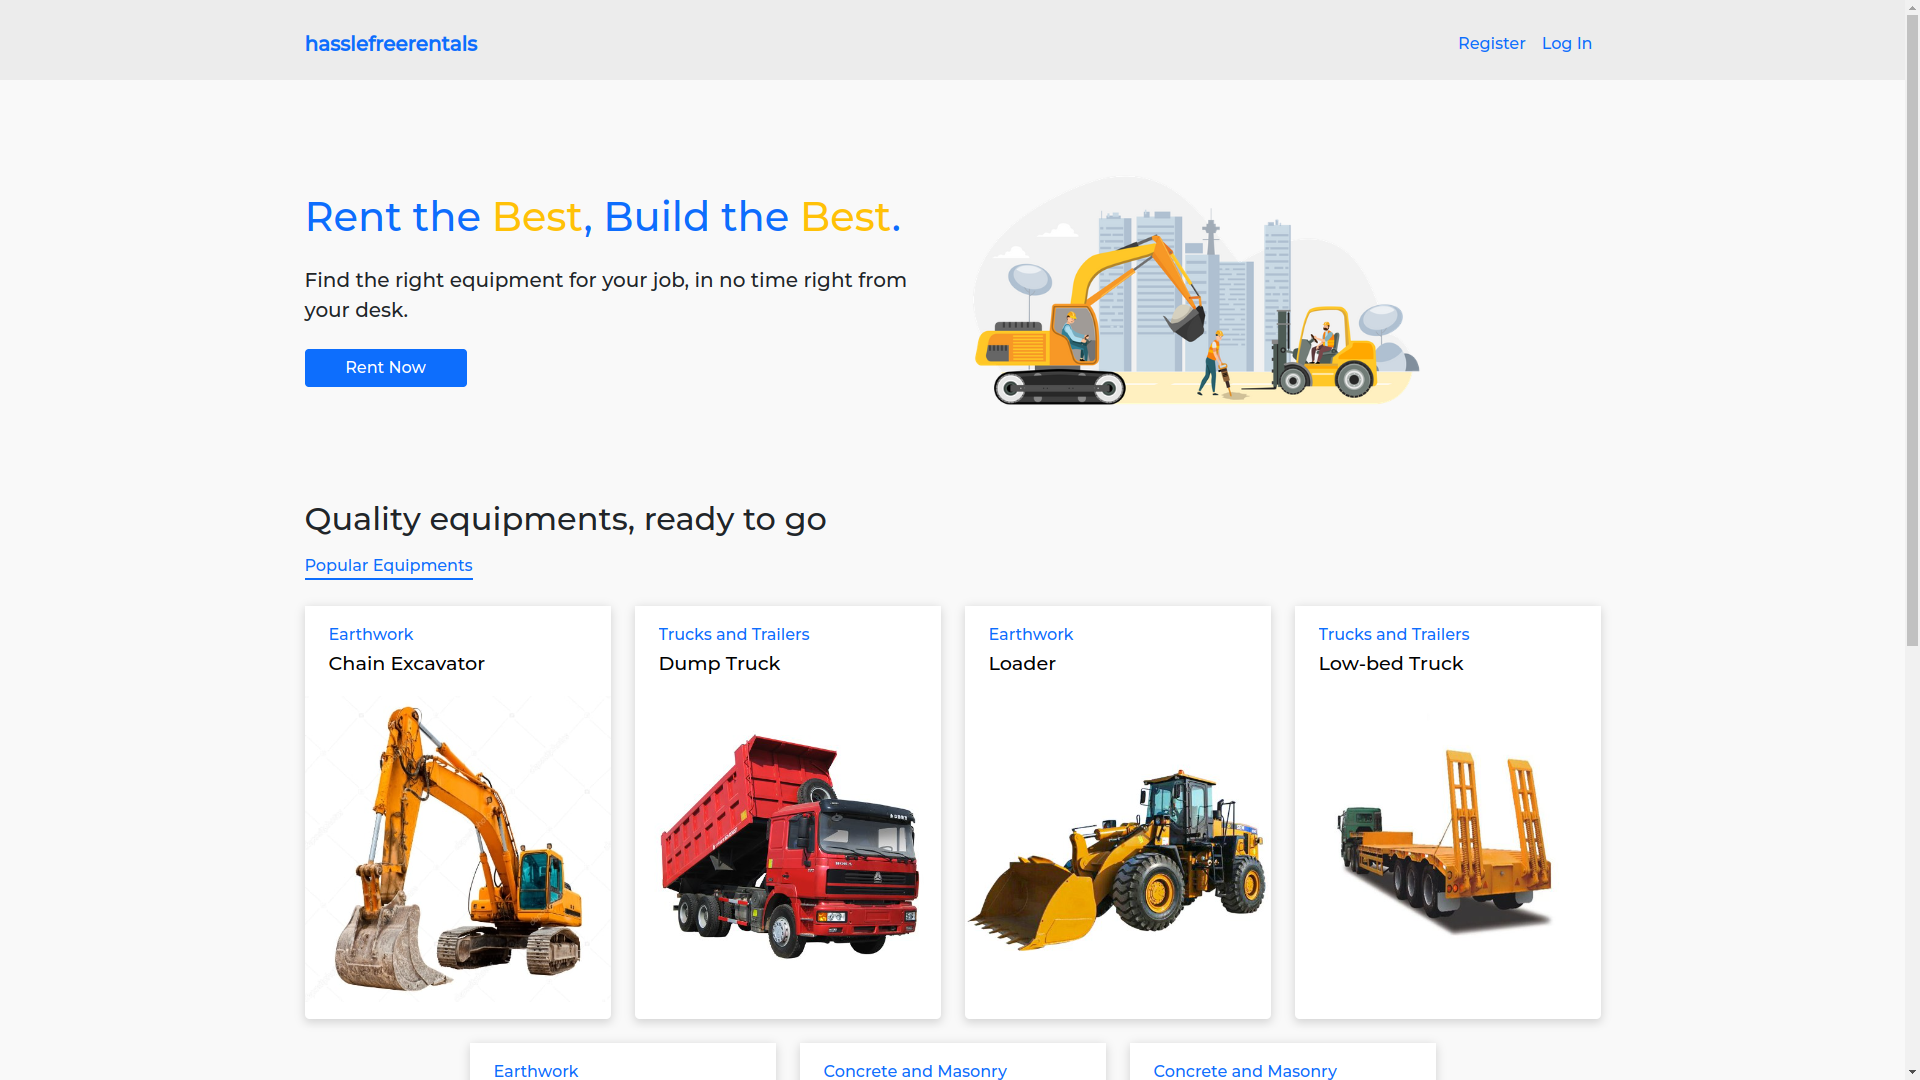 hasslefreerentals
Register Log In
Rent the Best, Build the Best.
Find the right equipment for your job, in no time right from
your desk.
Rent Now
Quality equipments, ready to go
Popular Equipments
Earthwork
Chain Excavator
Trucks and Trailers
Dump Truck
Earthwork
Loader
Trucks and Trailers
Low-bed Truck
Earthwork
Concrete and Masonry
Concrete and Masonry